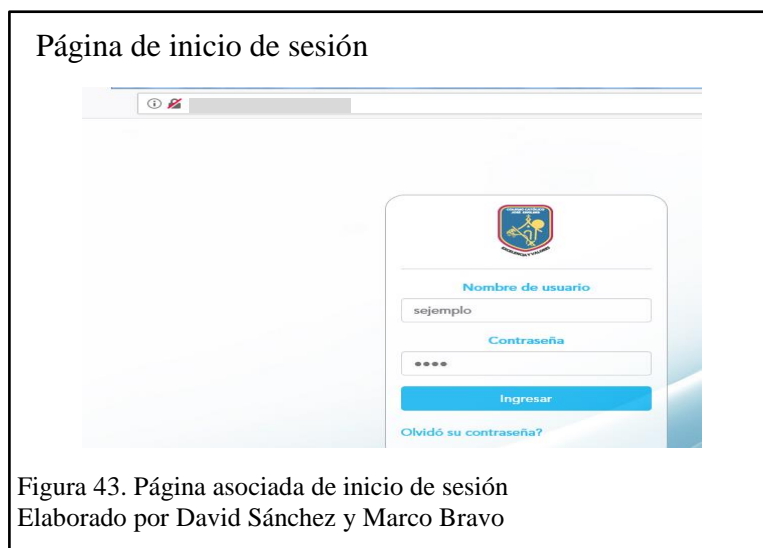 Página de inicio de sesión
Nombre de usuario
sejemplo
Contraseña
••••
Ingresar
Olvidó su contraseña?
Figura 43. Página asociada de inicio de sesión
Elaborado por David Sánchez y Marco Bravo